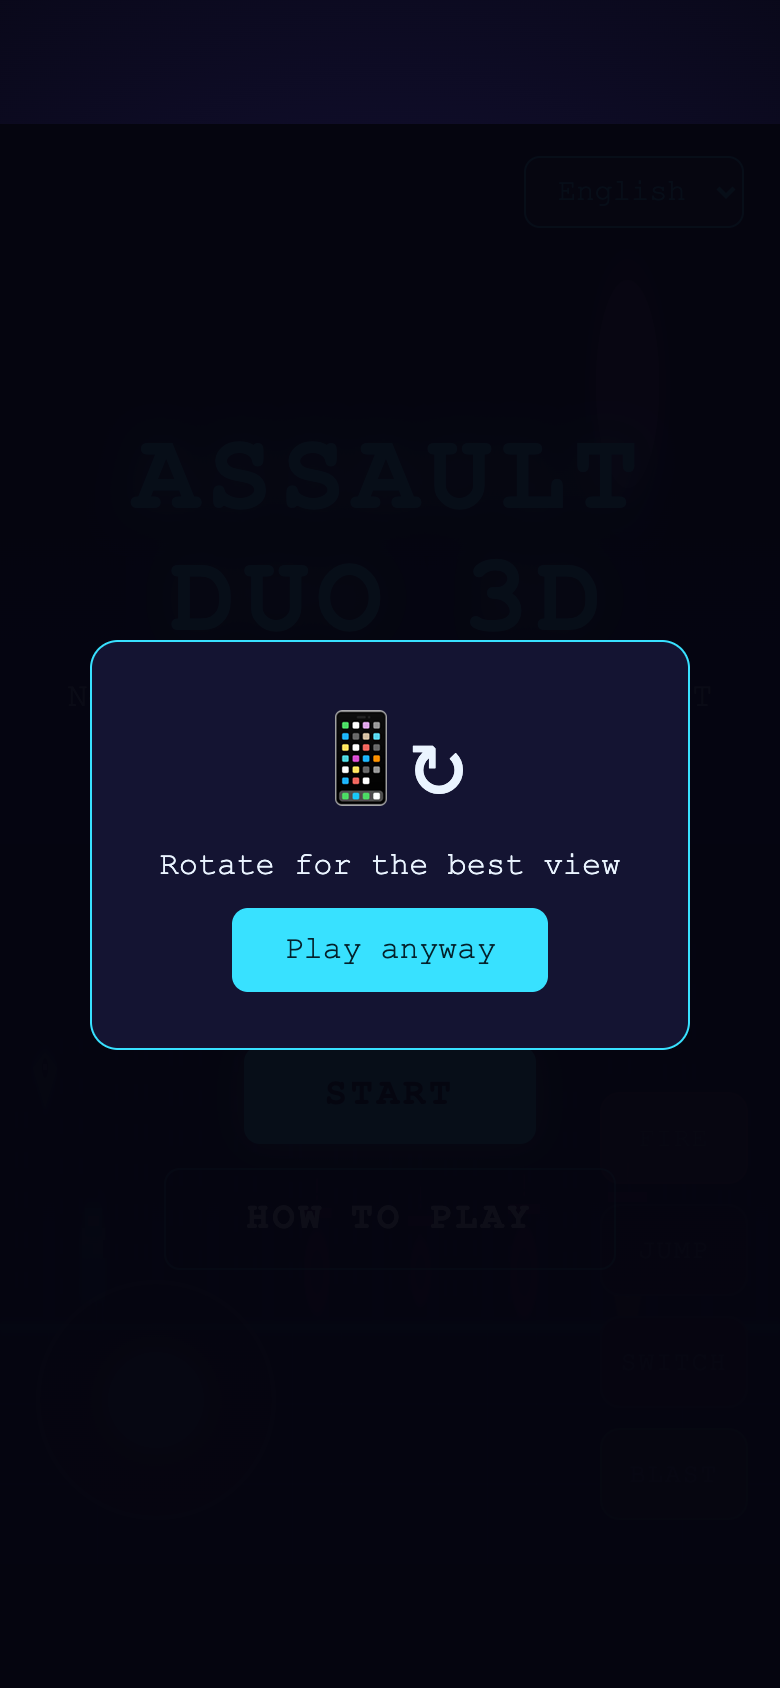 English
ASSAULT
DUO 3D
Rotate for the best view
Play anyway
START
HOW TO PLAY